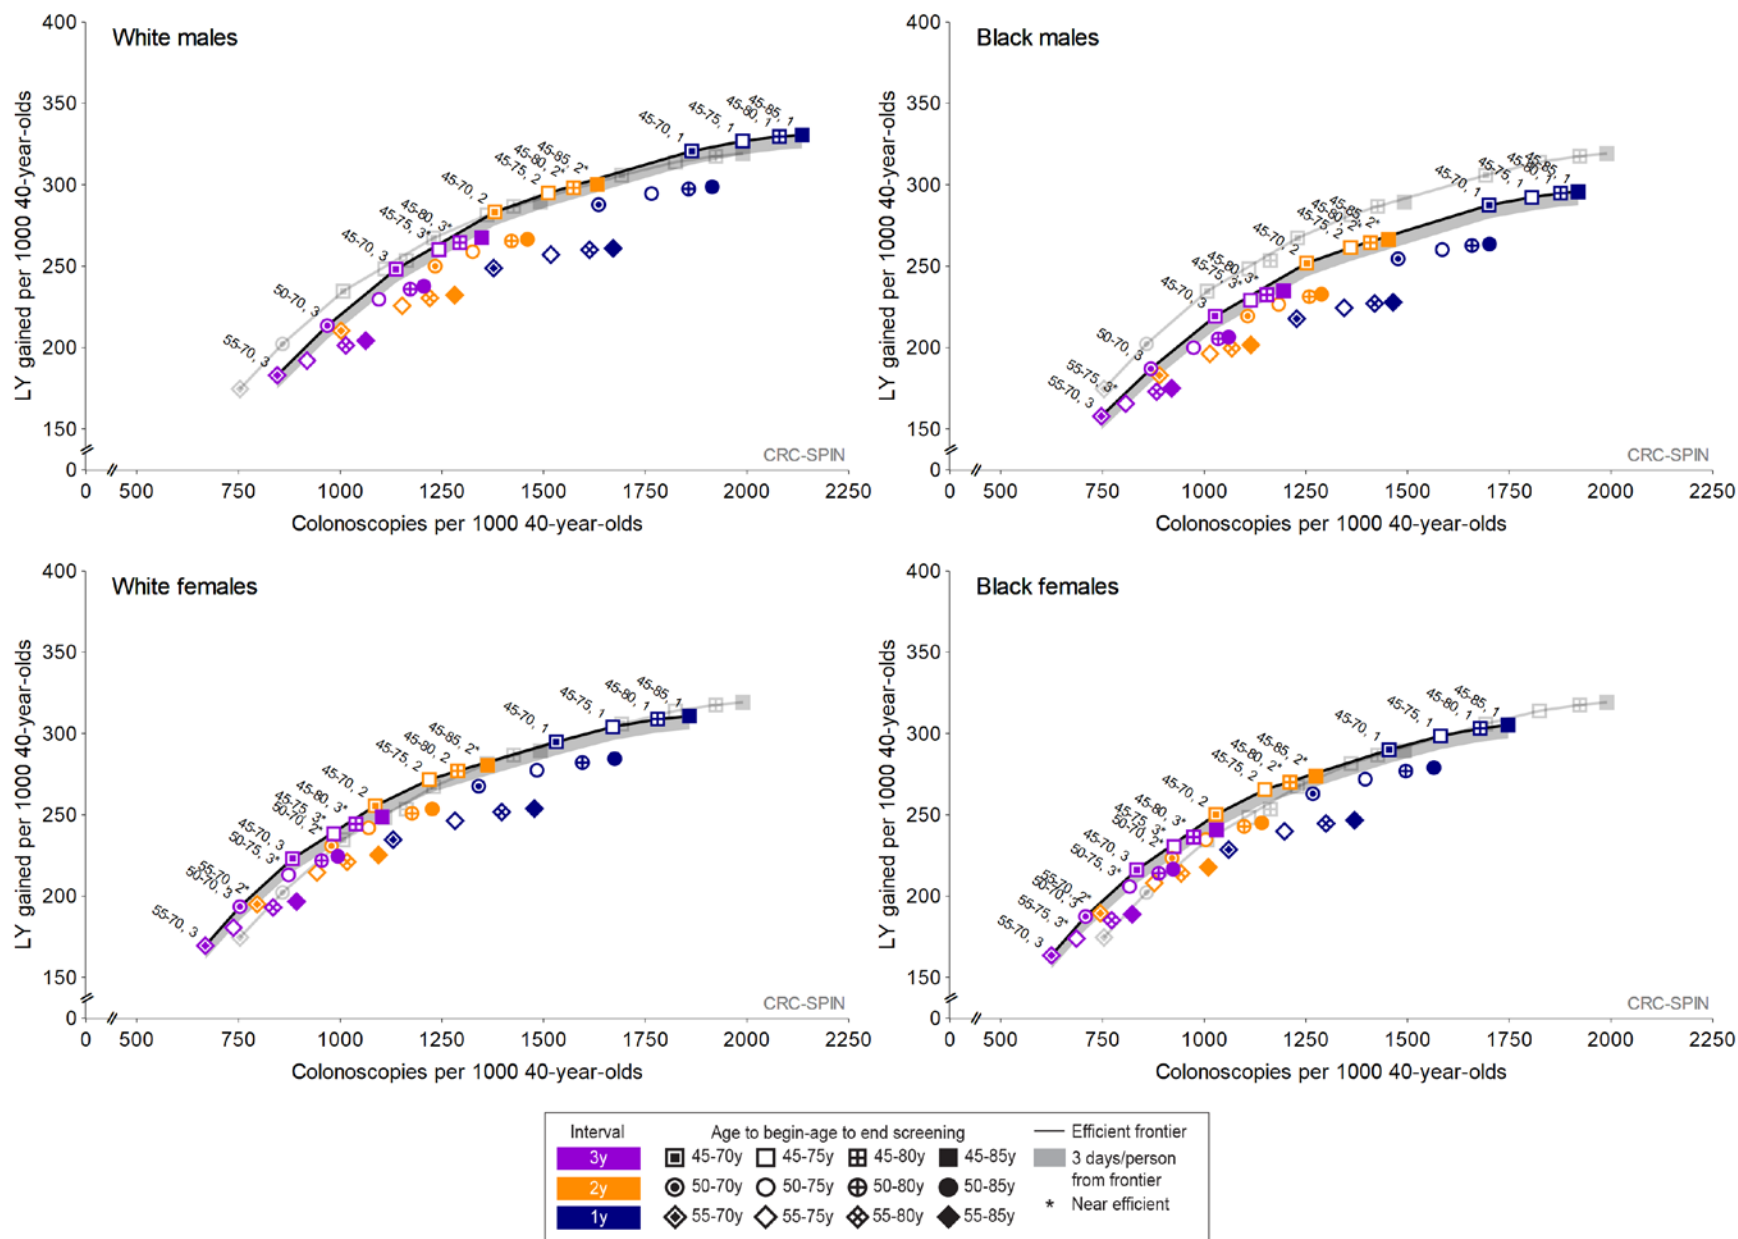 White males
400
350
300
250
200
150
0
LY gained per 1000 40-year-olds
55-70, 3
50-70, 3
45-70, 3
45-75, 3*
45-80, 3*
45-70, 2
45-75, 2
45-80, 2*
45-85, 2*
45-70, 1
45-75, 1
45-80, 1
45-85, 1
CRC-SPIN
0 500 750 1000 1250 1500 1750 2000 2250
Colonoscopies per 1000 40-year-olds
Black males
400
350
300
250
200
150
0
LY gained per 1000 40-year-olds
55-70, 3
55-75, 3*
50-70, 3
45-70, 3
45-75, 3*
45-80, 3*
45-70, 2
45-75, 2
45-80, 2*
45-85, 2*
45-70, 1
45-75, 1
45-80, 1
45-85, 1
CRC-SPIN
0 500 750 1000 1250 1500 1750 2000 2250
Colonoscopies per 1000 40-year-olds
White females
400
350
300
250
200
150
0
LY gained per 1000 40-year-olds
55-70, 3
50-70, 3
55-70, 2*
45-70, 3
50-75, 3*
50-70, 2*
45-75, 3*
45-80, 3*
45-70, 2
45-75, 2
45-80, 2
45-85, 2*
45-70, 1
45-75, 1
45-80, 1
45-85, 1
CRC-SPIN
0 500 750 1000 1250 1500 1750 2000 2250
Colonoscopies per 1000 40-year-olds
Black females
400
350
300
250
200
150
0
LY gained per 1000 40-year-olds
55-70, 3
55-75, 3*
50-70, 3
55-70, 2*
50-75, 3*
45-70, 3
50-70, 2*
45-75, 3*
45-80, 3*
45-70, 2
45-75, 2
45-80, 2*
45-85, 2*
45-70, 1
45-75, 1
45-80, 1
45-85, 1
CRC-SPIN
0 500 750 1000 1250 1500 1750 2000 2250
Colonoscopies per 1000 40-year-olds
Interval
3y
2y
1y
Age to begin-age to end screening
45-70y 45-75y 45-80y 45-85y
50-70y 50-75y 50-80y 50-85y
55-70y 55-75y 55-80y 55-85y
Efficient frontier
3 days/person
from frontier
* Near efficient